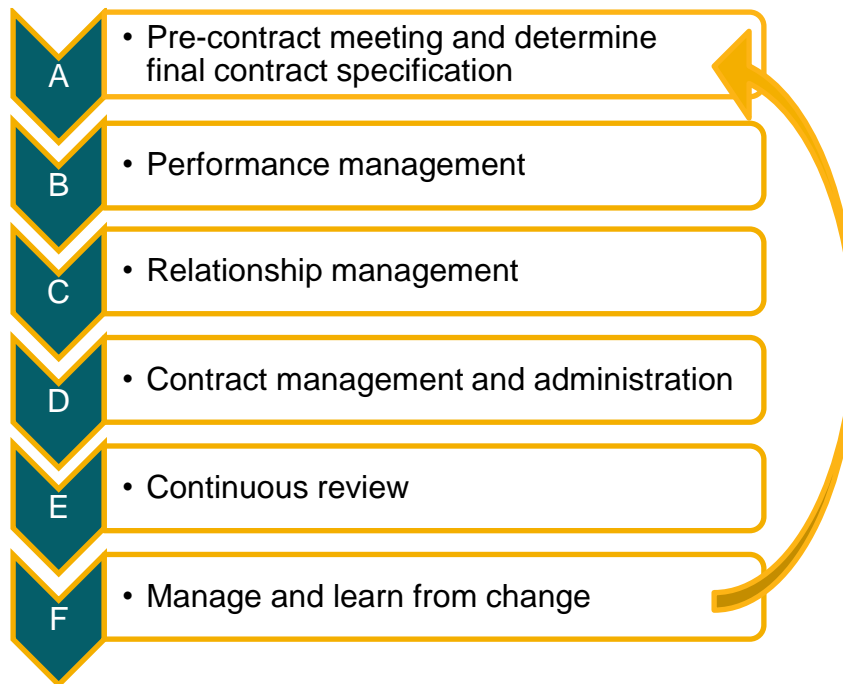 A
• Pre-contract meeting and determine
final contract specification
B
• Performance management
C
• Relationship management
D
• Contract management and administration
E
• Continuous review
F
• Manage and learn from change